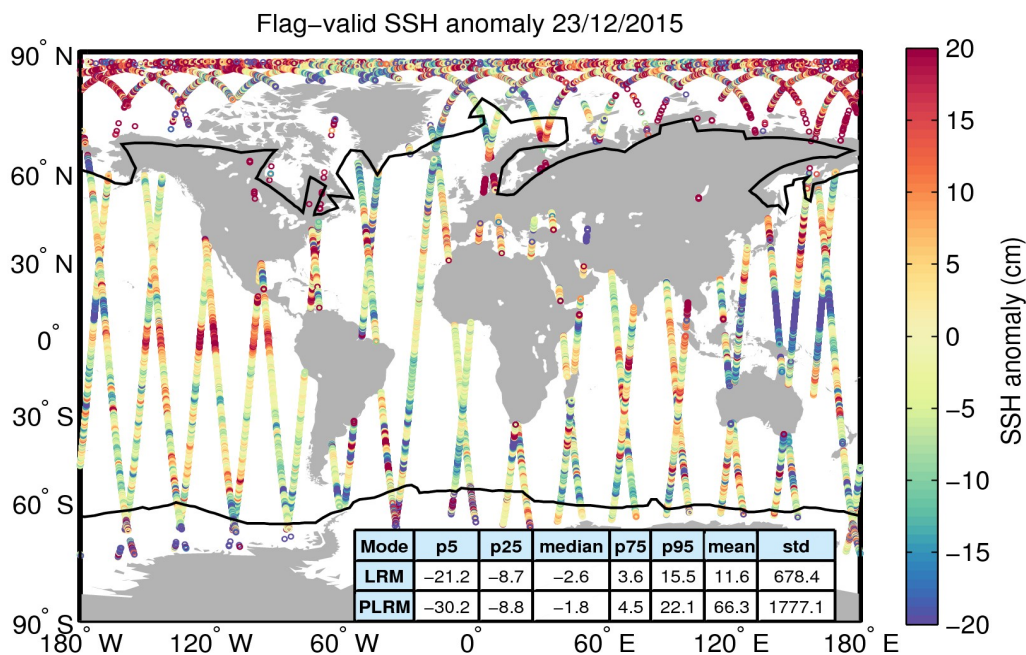 Flag−valid SSH anomaly 23/12/2015
90° N
60° N
30° N
0°
30° S
60° S
90° S
180° W
120° W
60° W
0°
60° E
120° E
180° E
Mode p5 p25 median p75 p95 mean std
LRM −21.2 −8.7 −2.6 3.6 15.5 11.6 678.4
PLRM −30.2 −8.8 −1.8 4.5 22.1 66.3 1777.1
20
15
10
5
0
−5
−10
−15
−20
SSH anomaly (cm)